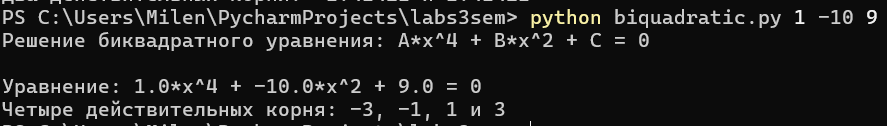 PS C:\Users\Milen\PycharmProjects\labs3sem> python biquadratic.py 1 -10 9
Решение биквадратного уравнения: A*x^4 + B*x^2 + C = 0
Уравнение: 1.0*x^4 + -10.0*x^2 + 9.0 = 0
Четыре действительных корня: -3, -1, 1 и 3